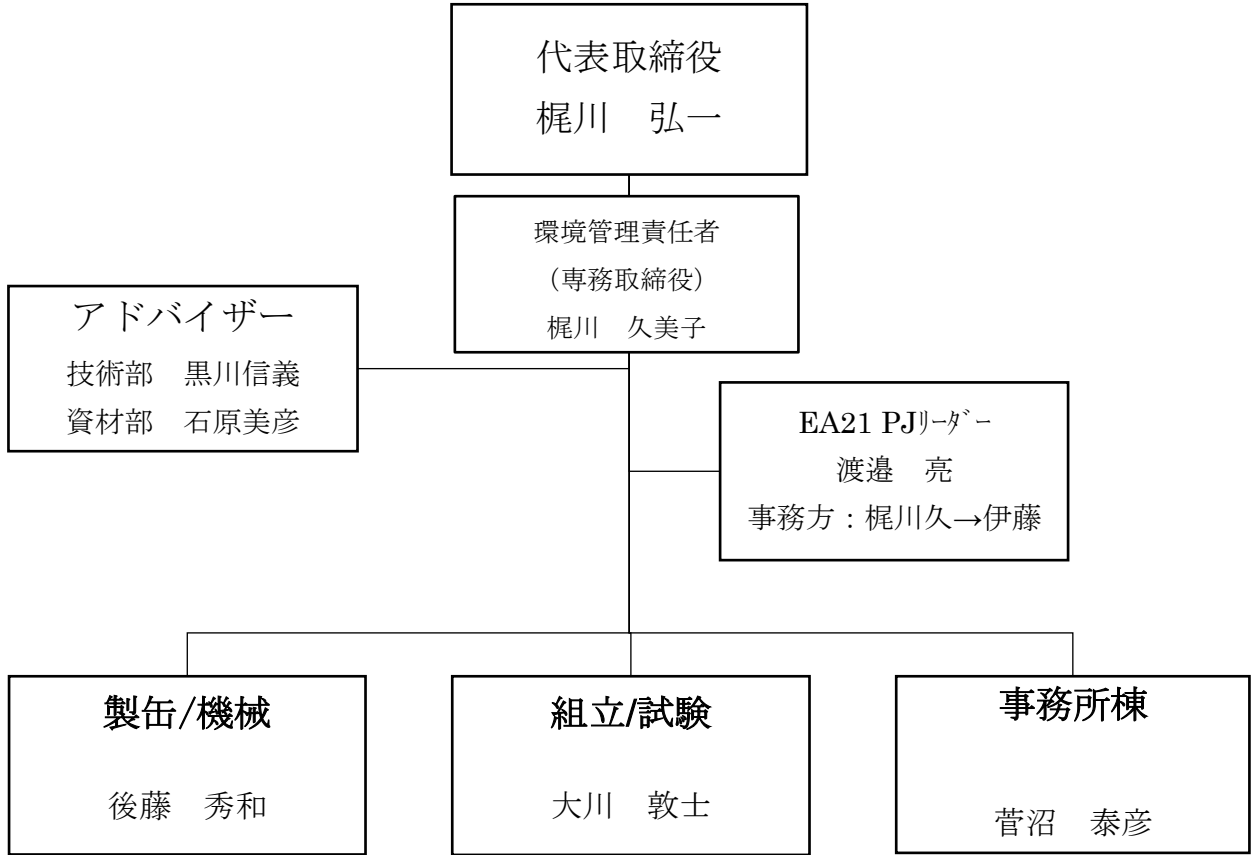 代表取締役
梶川　弘一
環境管理責任者
（専務取締役）
梶川　久美子
アドバイザー
技術部　黒川信義
資材部　石原美彦
EA21 PJﾘｰﾀﾞｰ
渡邉　亮
事務方：梶川久→伊藤
製缶/機械
後藤　秀和
組立/試験
大川　敦士
事務所棟
菅沼　泰彦